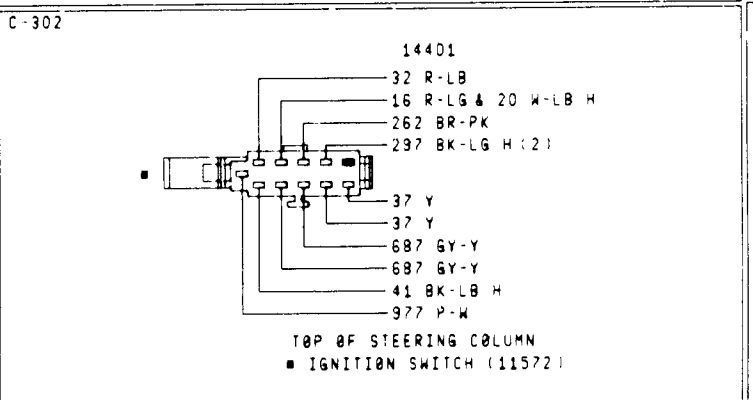 C-302
14401
32 R-LB
16 R-LG & 20 W-LB H
262 BR-PK
297 BK-LG H (2)
37 Y
37 Y
687 GY-Y
687 GY-Y
41 BK-LB H
977 P-W
TOP OF STEERING COLUMN
■ IGNITION SWITCH (11572)